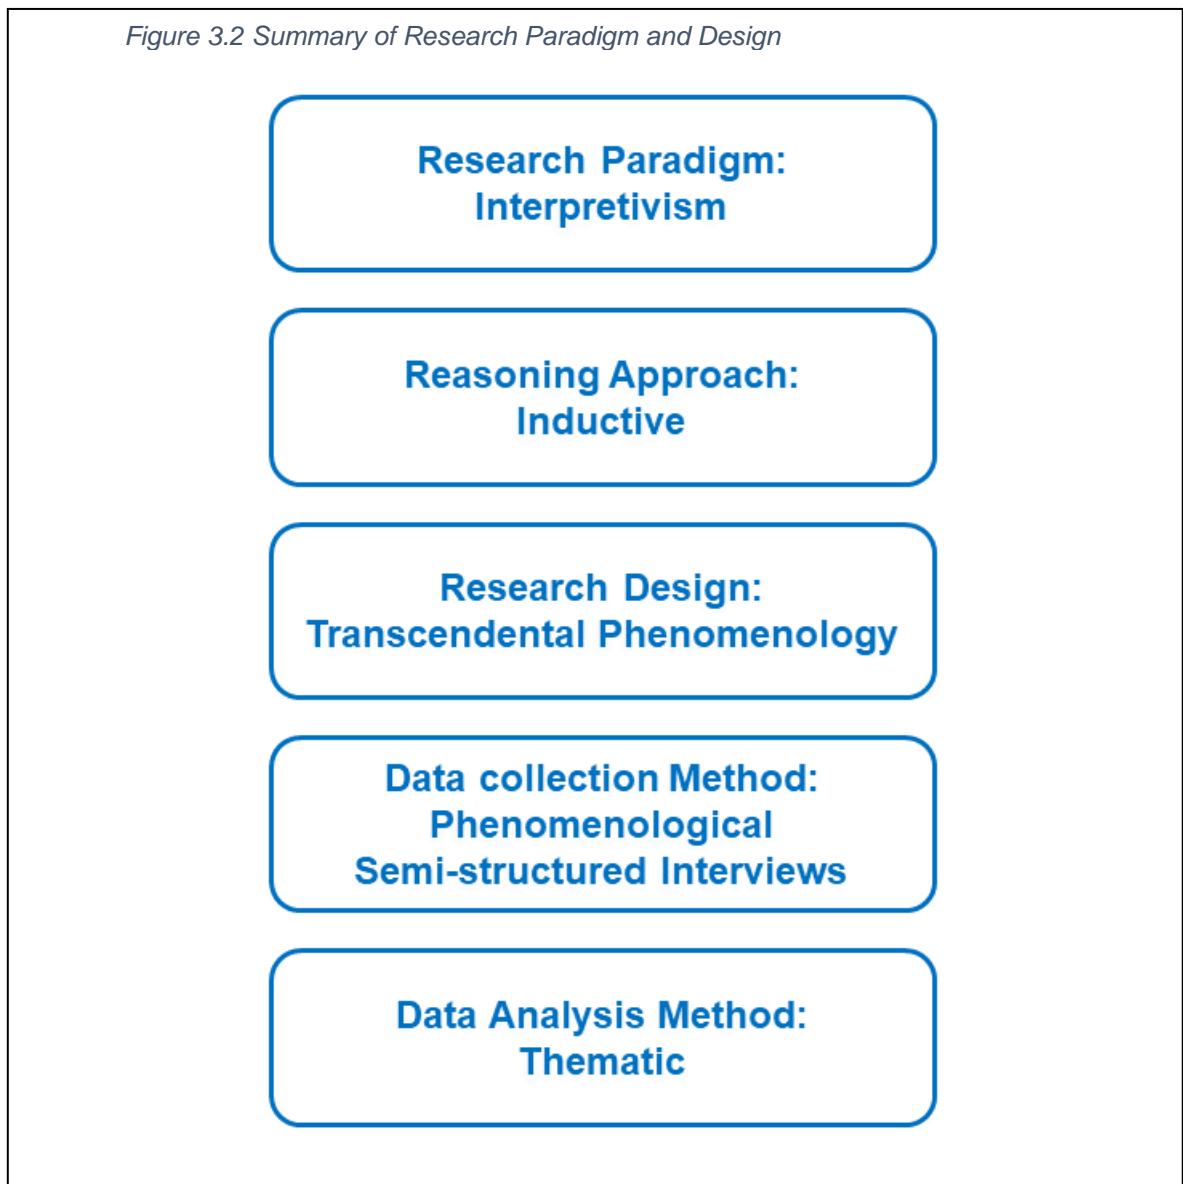 Figure 3.2 Summary of Research Paradigm and Design
Research Paradigm:
Interpretivism
Reasoning Approach:
Inductive
Research Design:
Transcendental Phenomenology
Data collection Method:
Phenomenological
Semi-structured Interviews
Data Analysis Method:
Thematic